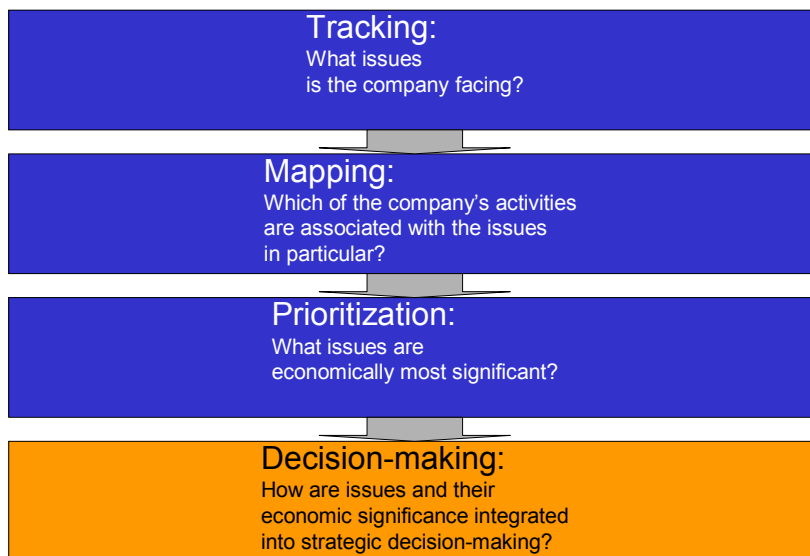 Tracking:
What issues
is the company facing?
Mapping:
Which of the company’s activities
are associated with the issues
in particular?
Prioritization:
What issues are
economically most significant?
Decision-making:
How are issues and their
economic significance integrated
into strategic decision-making?